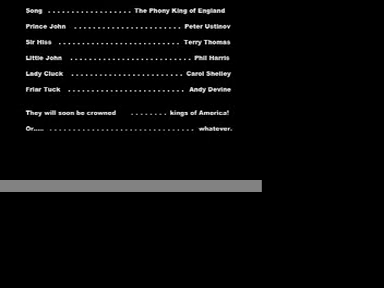 Song . . . . . . . . . . . . . . . . . . The Phony King of England
Prince John . . . . . . . . . . . . . . . . . . . . . . . Peter Ustinov
Sir Hiss . . . . . . . . . . . . . . . . . . . . . . . . . . Terry Thomas
Little John . . . . . . . . . . . . . . . . . . . . . . . . . . Phil Harris
Lady Cluck . . . . . . . . . . . . . . . . . . . . . . . . Carol Shelley
Friar Tuck . . . . . . . . . . . . . . . . . . . . . . . . . Andy Devine
They will soon be crowned . . . . . . . . kings of America!
Or..... . . . . . . . . . . . . . . . . . . . . . . . . . . . . . . . whatever.